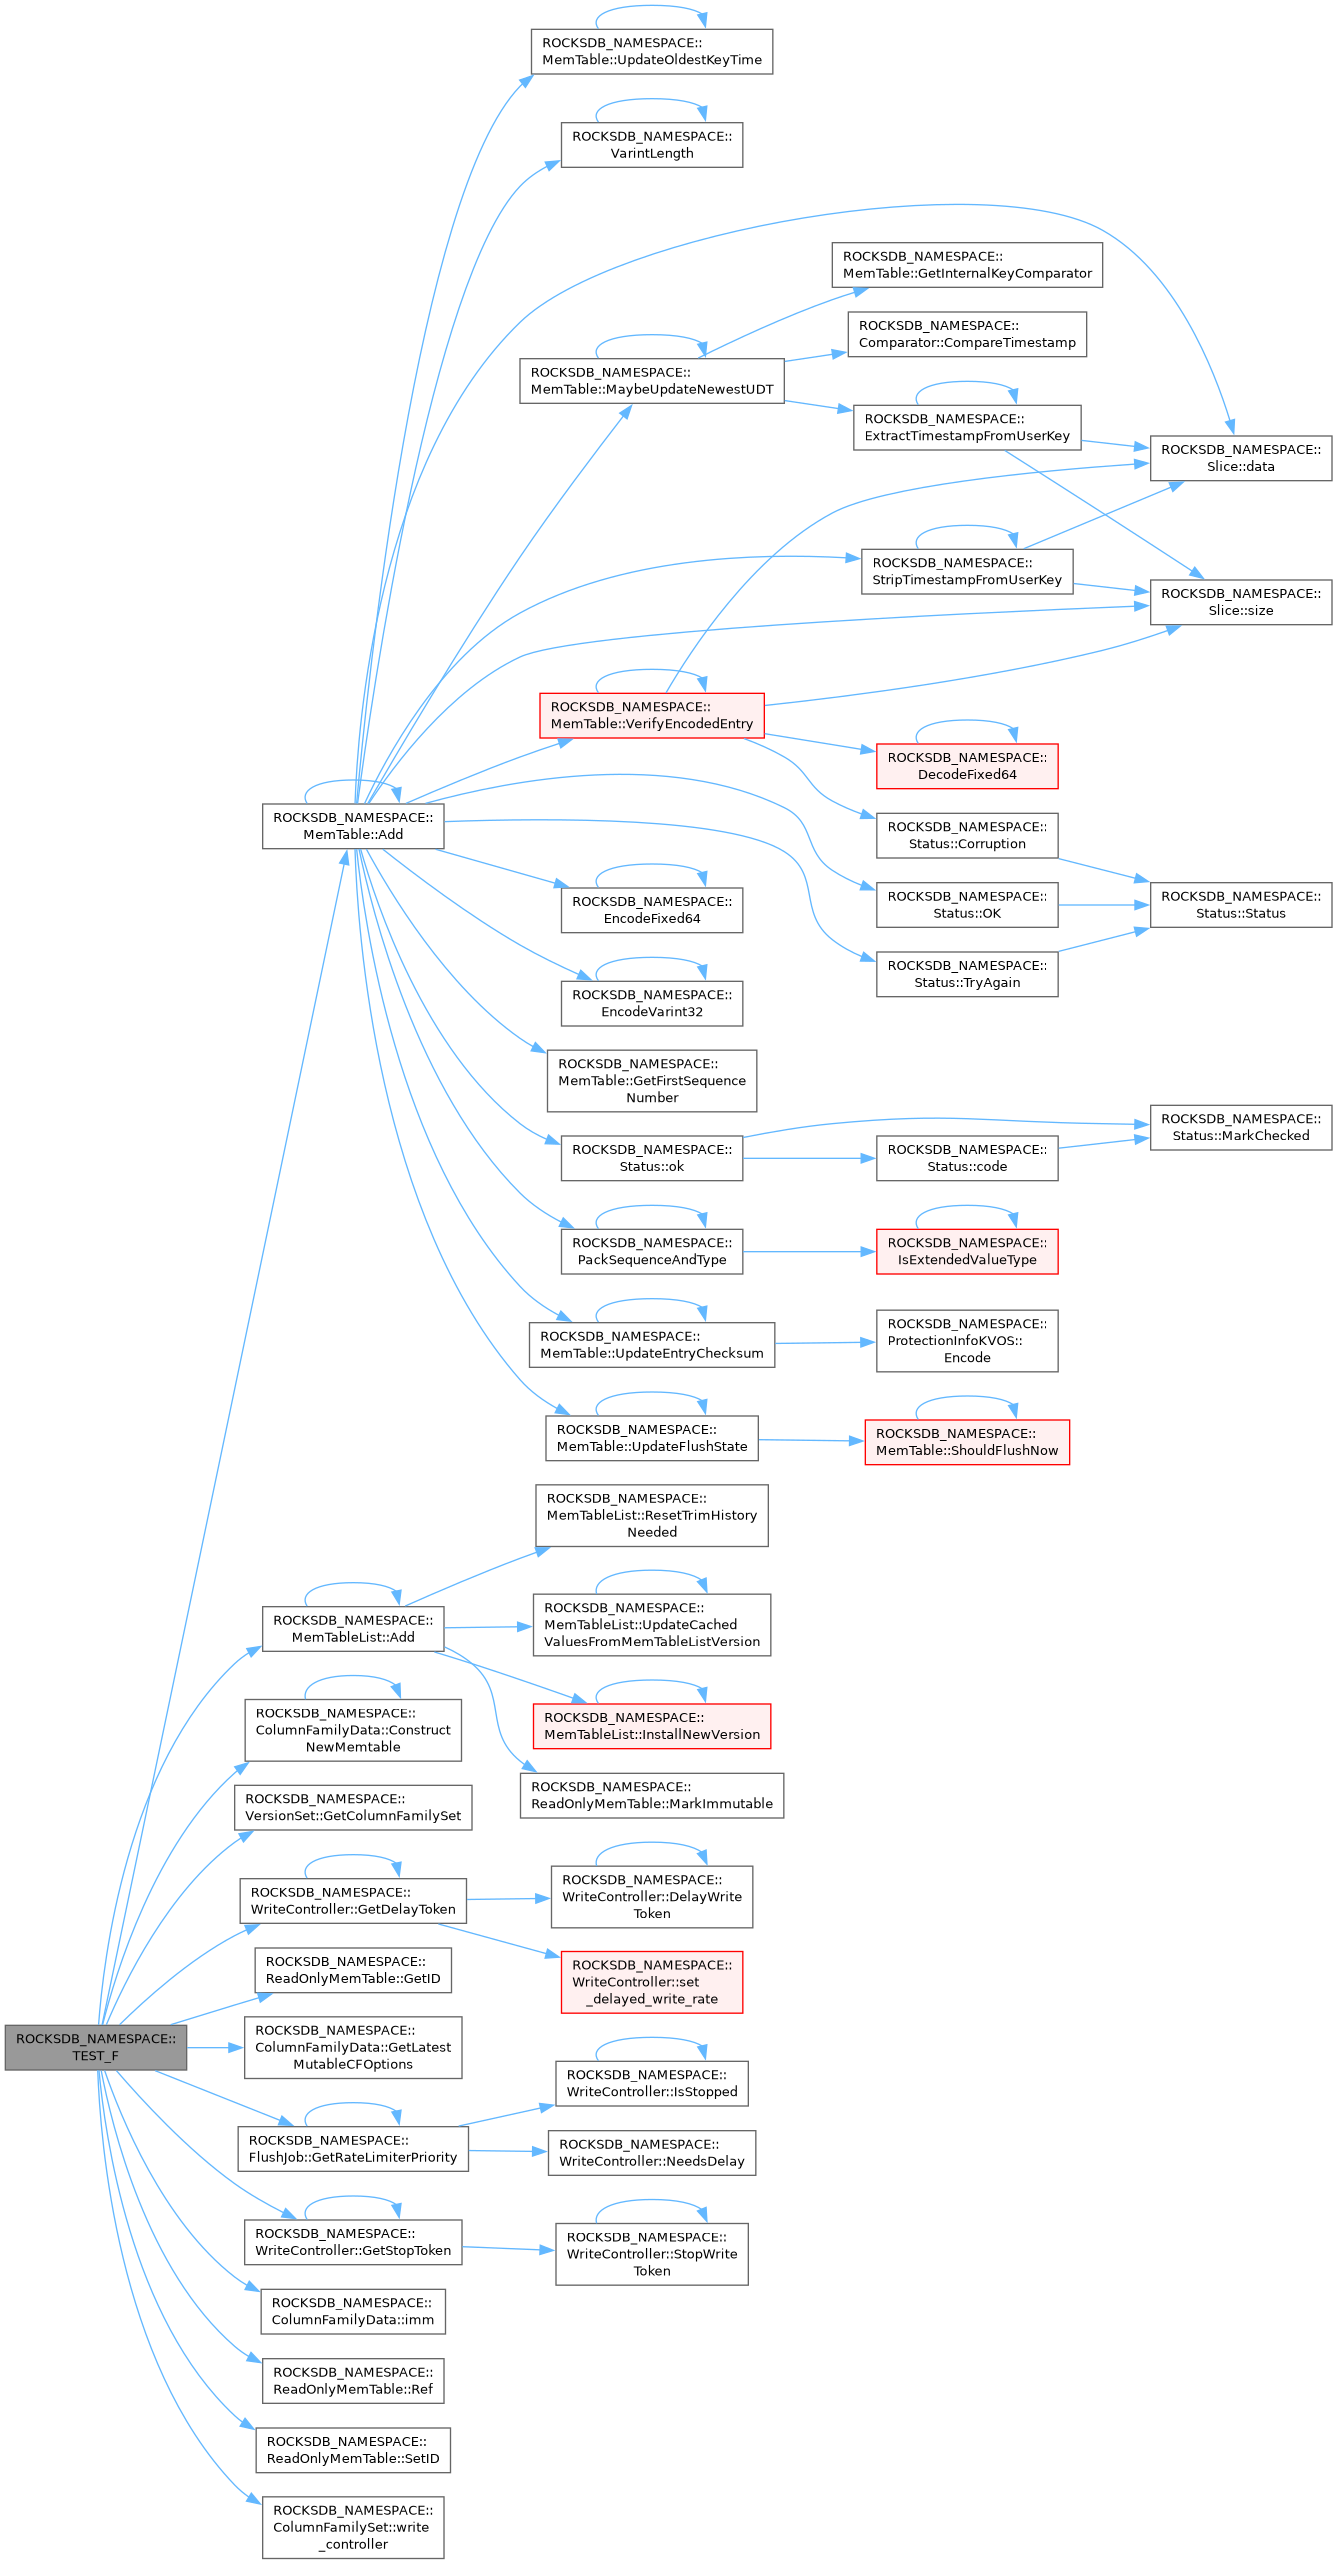 ROCKSDB_NAMESPACE::
MemTable::UpdateOldestKeyTime
ROCKSDB_NAMESPACE::
VarintLength
ROCKSDB_NAMESPACE::
MemTable::GetInternalKeyComparator
ROCKSDB_NAMESPACE::
Comparator::CompareTimestamp
ROCKSDB_NAMESPACE::
MemTable::MaybeUpdateNewestUDT
ROCKSDB_NAMESPACE::
ExtractTimestampFromUserKey
ROCKSDB_NAMESPACE::
Slice::data
ROCKSDB_NAMESPACE::
StripTimestampFromUserKey
ROCKSDB_NAMESPACE::
Slice::size
ROCKSDB_NAMESPACE::
MemTable::VerifyEncodedEntry
ROCKSDB_NAMESPACE::
DecodeFixed64
ROCKSDB_NAMESPACE::
MemTable::Add
ROCKSDB_NAMESPACE::
Status::Corruption
ROCKSDB_NAMESPACE::
EncodeFixed64
ROCKSDB_NAMESPACE::
Status::OK
ROCKSDB_NAMESPACE::
Status::Status
ROCKSDB_NAMESPACE::
Status::TryAgain
ROCKSDB_NAMESPACE::
EncodeVarint32
ROCKSDB_NAMESPACE::
MemTable::GetFirstSequence
Number
ROCKSDB_NAMESPACE::
Status::MarkChecked
ROCKSDB_NAMESPACE::
Status::ok
ROCKSDB_NAMESPACE::
Status::code
ROCKSDB_NAMESPACE::
PackSequenceAndType
ROCKSDB_NAMESPACE::
IsExtendedValueType
ROCKSDB_NAMESPACE::
MemTable::UpdateEntryChecksum
ROCKSDB_NAMESPACE::
ProtectionInfoKVOS::
Encode
ROCKSDB_NAMESPACE::
MemTable::UpdateFlushState
ROCKSDB_NAMESPACE::
MemTable::ShouldFlushNow
ROCKSDB_NAMESPACE::
MemTableList::ResetTrimHistory
Needed
ROCKSDB_NAMESPACE::
MemTableList::Add
ROCKSDB_NAMESPACE::
MemTableList::UpdateCached
ValuesFromMemTableListVersion
ROCKSDB_NAMESPACE::
MemTableList::InstallNewVersion
ROCKSDB_NAMESPACE::
ColumnFamilyData::Construct
NewMemtable
ROCKSDB_NAMESPACE::
ReadOnlyMemTable::MarkImmutable
ROCKSDB_NAMESPACE::
VersionSet::GetColumnFamilySet
ROCKSDB_NAMESPACE::
WriteController::GetDelayToken
ROCKSDB_NAMESPACE::
WriteController::DelayWrite
Token
ROCKSDB_NAMESPACE::
ReadOnlyMemTable::GetID
ROCKSDB_NAMESPACE::
WriteController::set
_delayed_write_rate
ROCKSDB_NAMESPACE::
TEST_F
ROCKSDB_NAMESPACE::
ColumnFamilyData::GetLatest
MutableCFOptions
ROCKSDB_NAMESPACE::
WriteController::IsStopped
ROCKSDB_NAMESPACE::
FlushJob::GetRateLimiterPriority
ROCKSDB_NAMESPACE::
WriteController::NeedsDelay
ROCKSDB_NAMESPACE::
WriteController::GetStopToken
ROCKSDB_NAMESPACE::
WriteController::StopWrite
Token
ROCKSDB_NAMESPACE::
ColumnFamilyData::imm
ROCKSDB_NAMESPACE::
ReadOnlyMemTable::Ref
ROCKSDB_NAMESPACE::
ReadOnlyMemTable::SetID
ROCKSDB_NAMESPACE::
ColumnFamilySet::write
_controller